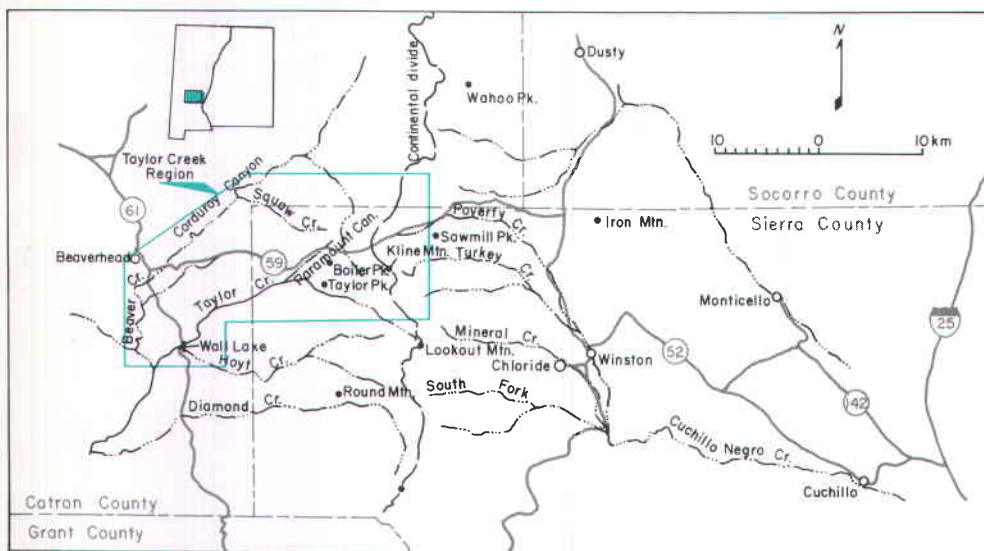 Dusty
N
Wahoo Pk.
Continental divide
10 0 10 km
Taylor Creek
Region
Corduroy Canyon
Squaw Cr.
Socorro County
Sierra County
61
Poverty Cr.
Iron Mtn.
Sawmill Pk.
Beaverhead
59
Paramount Can.
Kline Mtn.
Turkey Cr.
Boiler Pk.
Taylor Pk.
Taylor Cr.
Beaver Cr.
Monticello
25
Mineral Cr.
Wall Lake
Lookout Mtn.
Hoyt Cr.
Chloride
Winston
52
Round Mtn.
South Fork
142
Diamond Cr.
Cuchillo Negro Cr.
Cuchillo
Catron County
Grant County